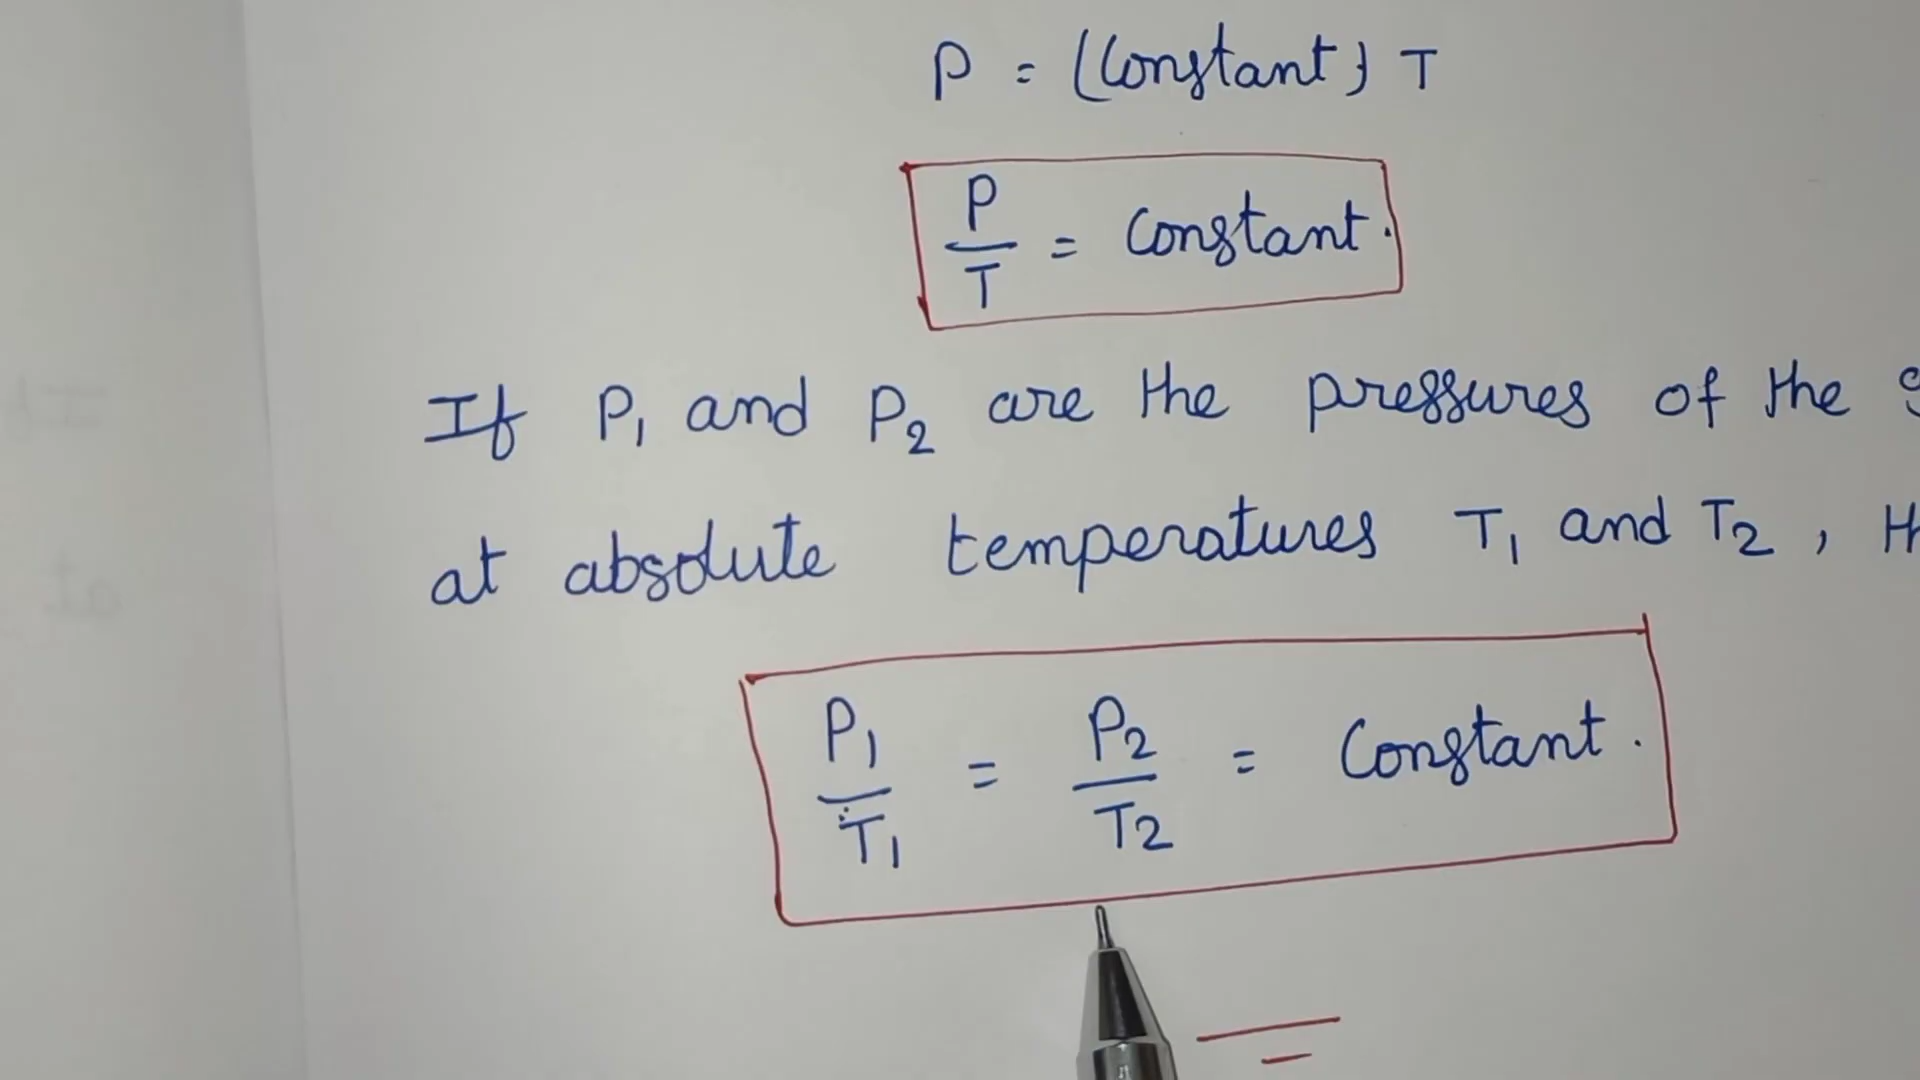 P = (Constant) T
P/T = Constant.
If P₁ and P₂ are the pressures of the
at absolute temperatures T₁ and T₂,
P₁/T₁ = P₂/T₂ = Constant.